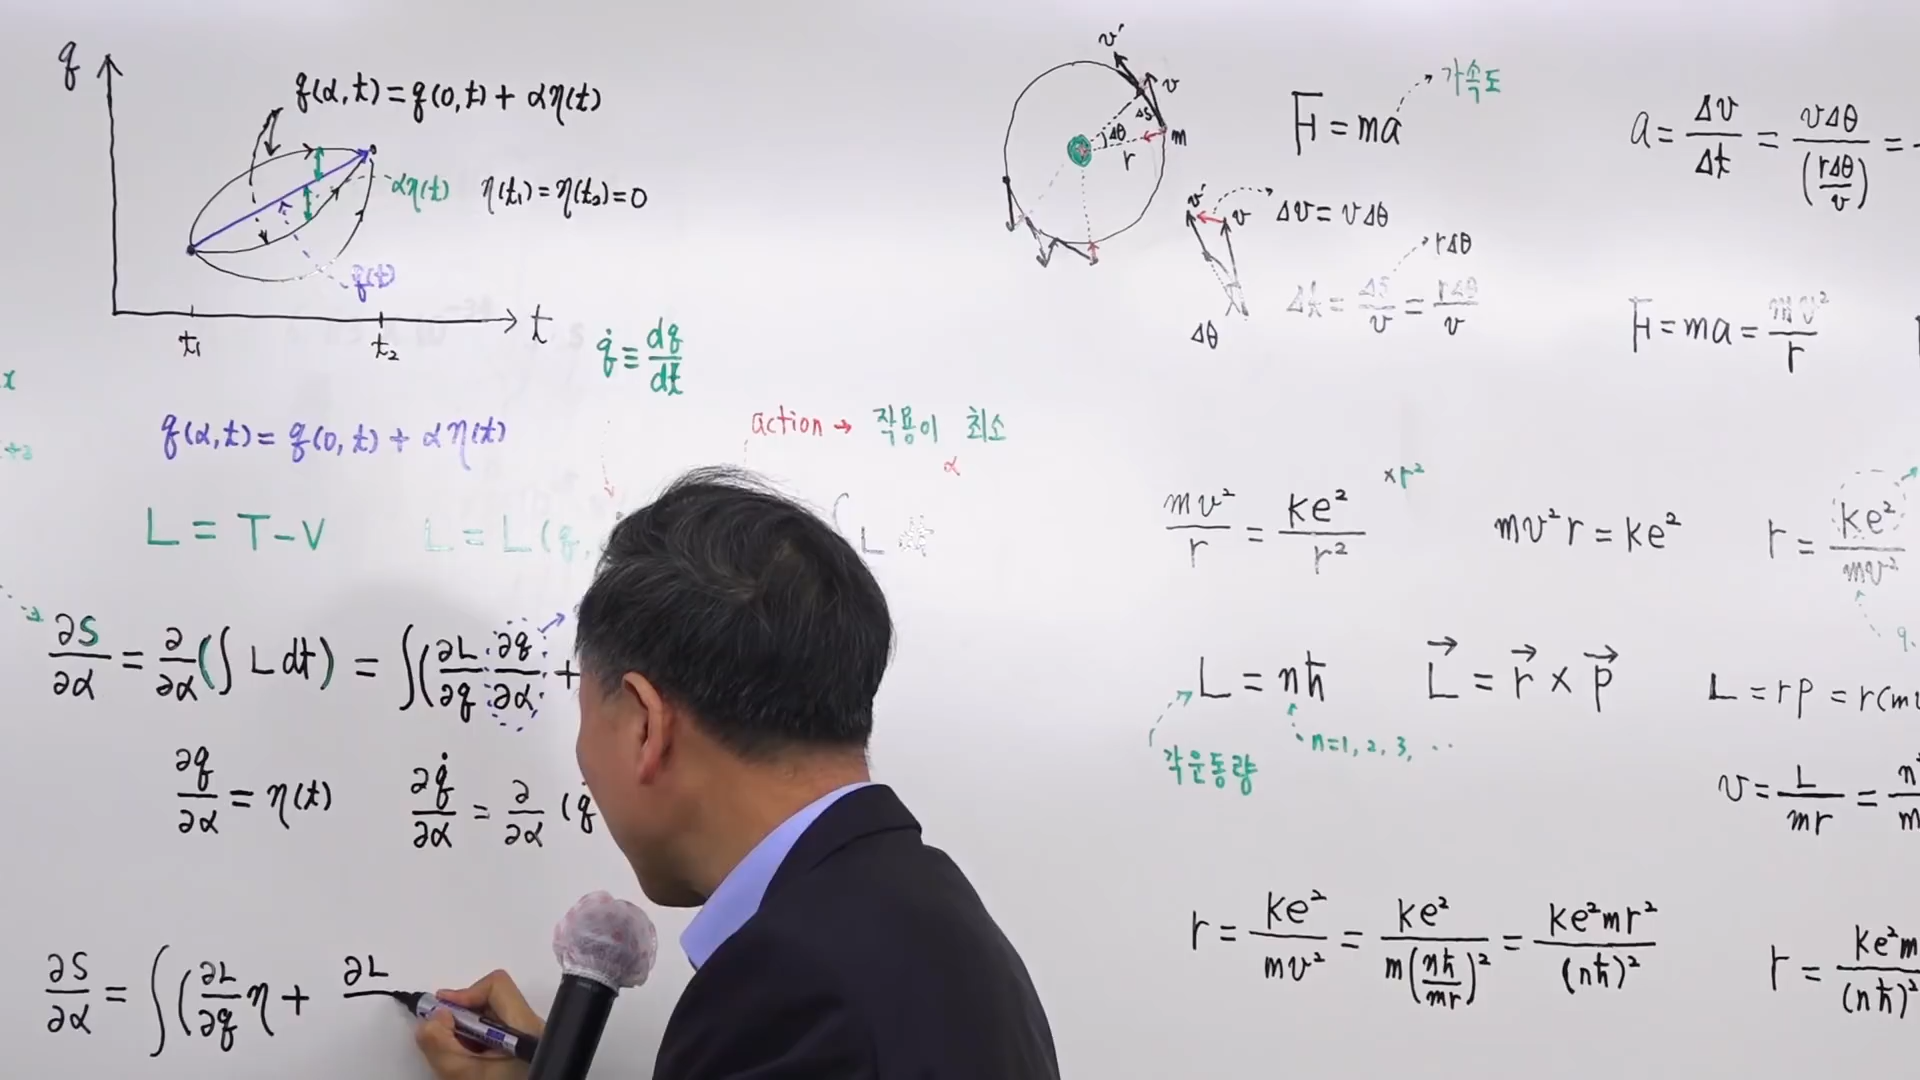 q
q(α,t)=q(0,t)+αη(t)
αη(t)
η(t₁)=η(t₂)=0
q(t)
t
t₁
t₂
q̇≡dq/dt
x
q(α,t)=q(0,t)+αη(t)
action → 작용이 최소
α
L=T-V
L=L(q,
∫L dt
∂S/∂α=∂/∂α(∫L dt)=∫(∂L/∂q ∂q/∂α+
∂q/∂α=η(t)
∂q̇/∂α=∂/∂α(q̇
∂S/∂α=∫(∂L/∂q η+ ∂L
v′
v
Δs
Δθ
r
m
F=ma
가속도
a=Δv/Δt=vΔθ/(rΔθ/v)=
v′
v
Δv=vΔθ
rΔθ
Δt=Δs/v=rΔθ/v
Δθ
F=ma=mv²/r
×r²
mv²/r=ke²/r²
mv²r=ke²
r=ke²/mv²
9.
L=nħ
n=1, 2, 3, ..
각운동량
L⃗=r⃗×p⃗
L=rp=r(m
v=L/mr=n
m
r=ke²/mv²=ke²/m(nħ/mr)²=ke²mr²/(nħ)²
r=ke²m/(nħ)²